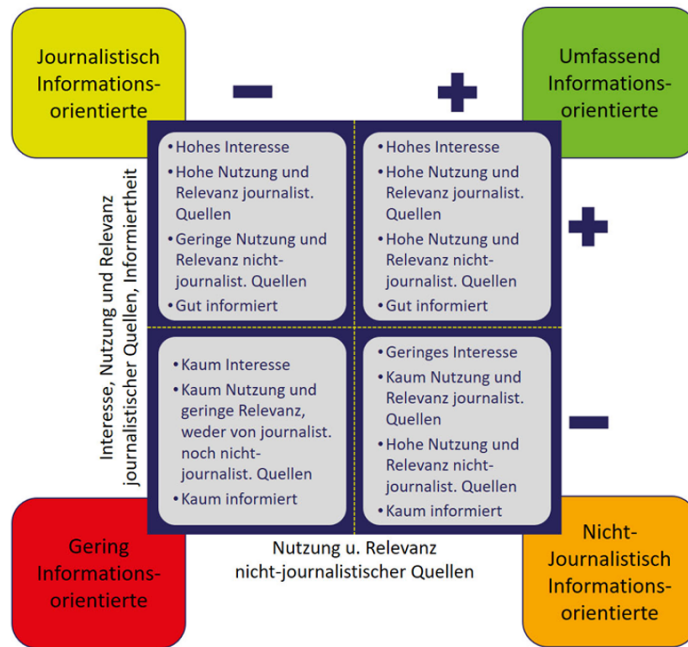 Journalistisch
Informations-
orientierte
Umfassend
Informations-
orientierte
Interesse, Nutzung und Relevanz
journalistischer Quellen, Informiertheit
•Hohes Interesse
•Hohe Nutzung und
Relevanz journalist.
Quellen
•Geringe Nutzung und
Relevanz nicht-
journalist. Quellen
•Gut informiert
•Hohes Interesse
•Hohe Nutzung und
Relevanz journalist.
Quellen
•Hohe Nutzung und
Relevanz nicht-
journalist. Quellen
•Gut informiert
•Kaum Interesse
•Kaum Nutzung und
geringe Relevanz,
weder von journalist.
noch nicht-
journalist. Quellen
•Kaum informiert
•Geringes Interesse
•Kaum Nutzung und
Relevanz journalist.
Quellen
•Hohe Nutzung und
Relevanz nicht-
journalist. Quellen
•Kaum informiert
Gering
Informations-
orientierte
Nutzung u. Relevanz
nicht-journalistischer Quellen
Nicht-
Journalistisch
Informations-
orientierte